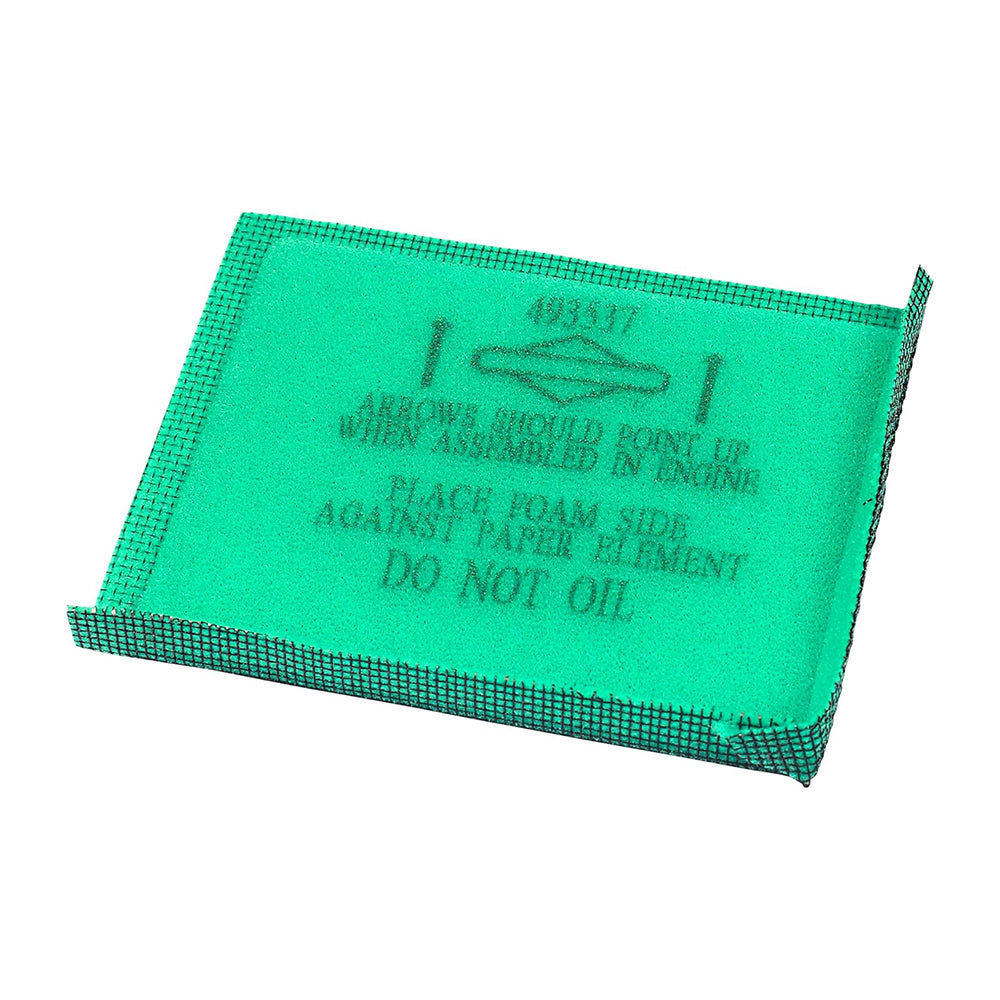 493537
ARROWS SHOULD POINT UP
WHEN ASSEMBLED IN ENGINE
PLACE FOAM SIDE
AGAINST PAPER ELEMENT
DO NOT OIL